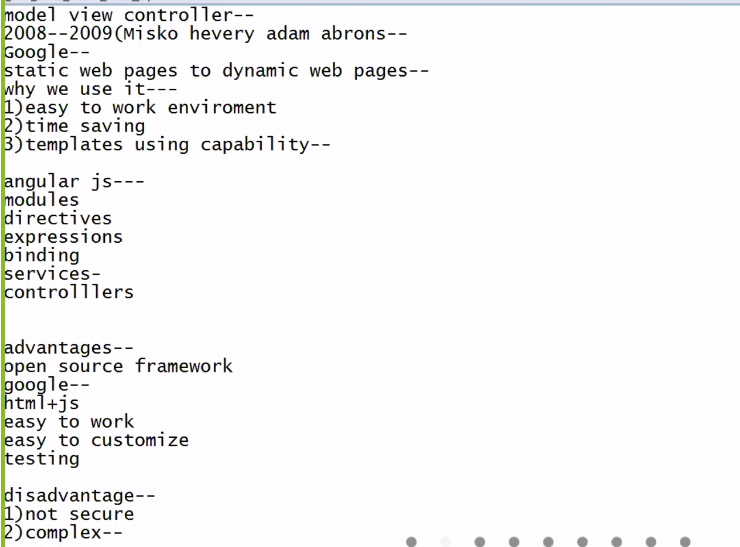 model view controller--
2008--2009(Misko hevery adam abrons--
Google--
static web pages to dynamic web pages--
why we use it---
1)easy to work enviroment
2)time saving
3)templates using capability--
angular js---
modules
directives
expressions
binding
services-
controlllers
advantages--
open source framework
google--
html+js
easy to work
easy to customize
testing
disadvantage--
1)not secure
2)complex--